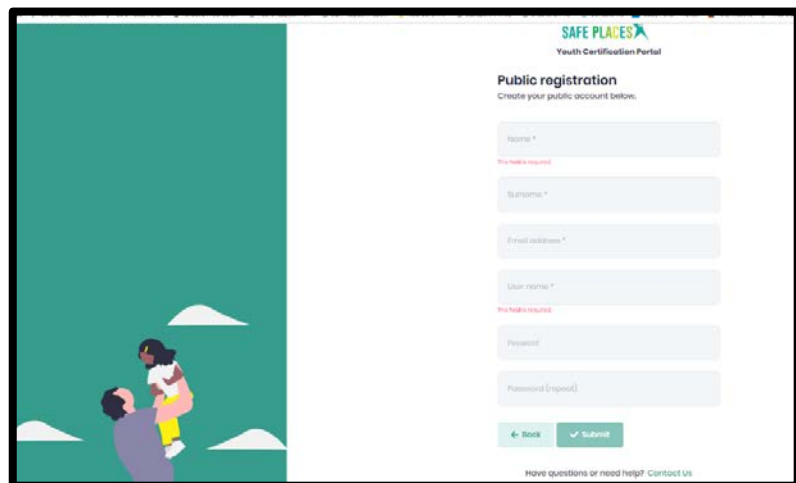 SAFE PLACES
Youth Certification Portal
Public registration
Create your public account below.
Name *
This field is required.
Surname *
Email address *
User name *
This field is required.
Password
Password (repeat)
← Back
✓ Submit
Have questions or need help? Contact Us